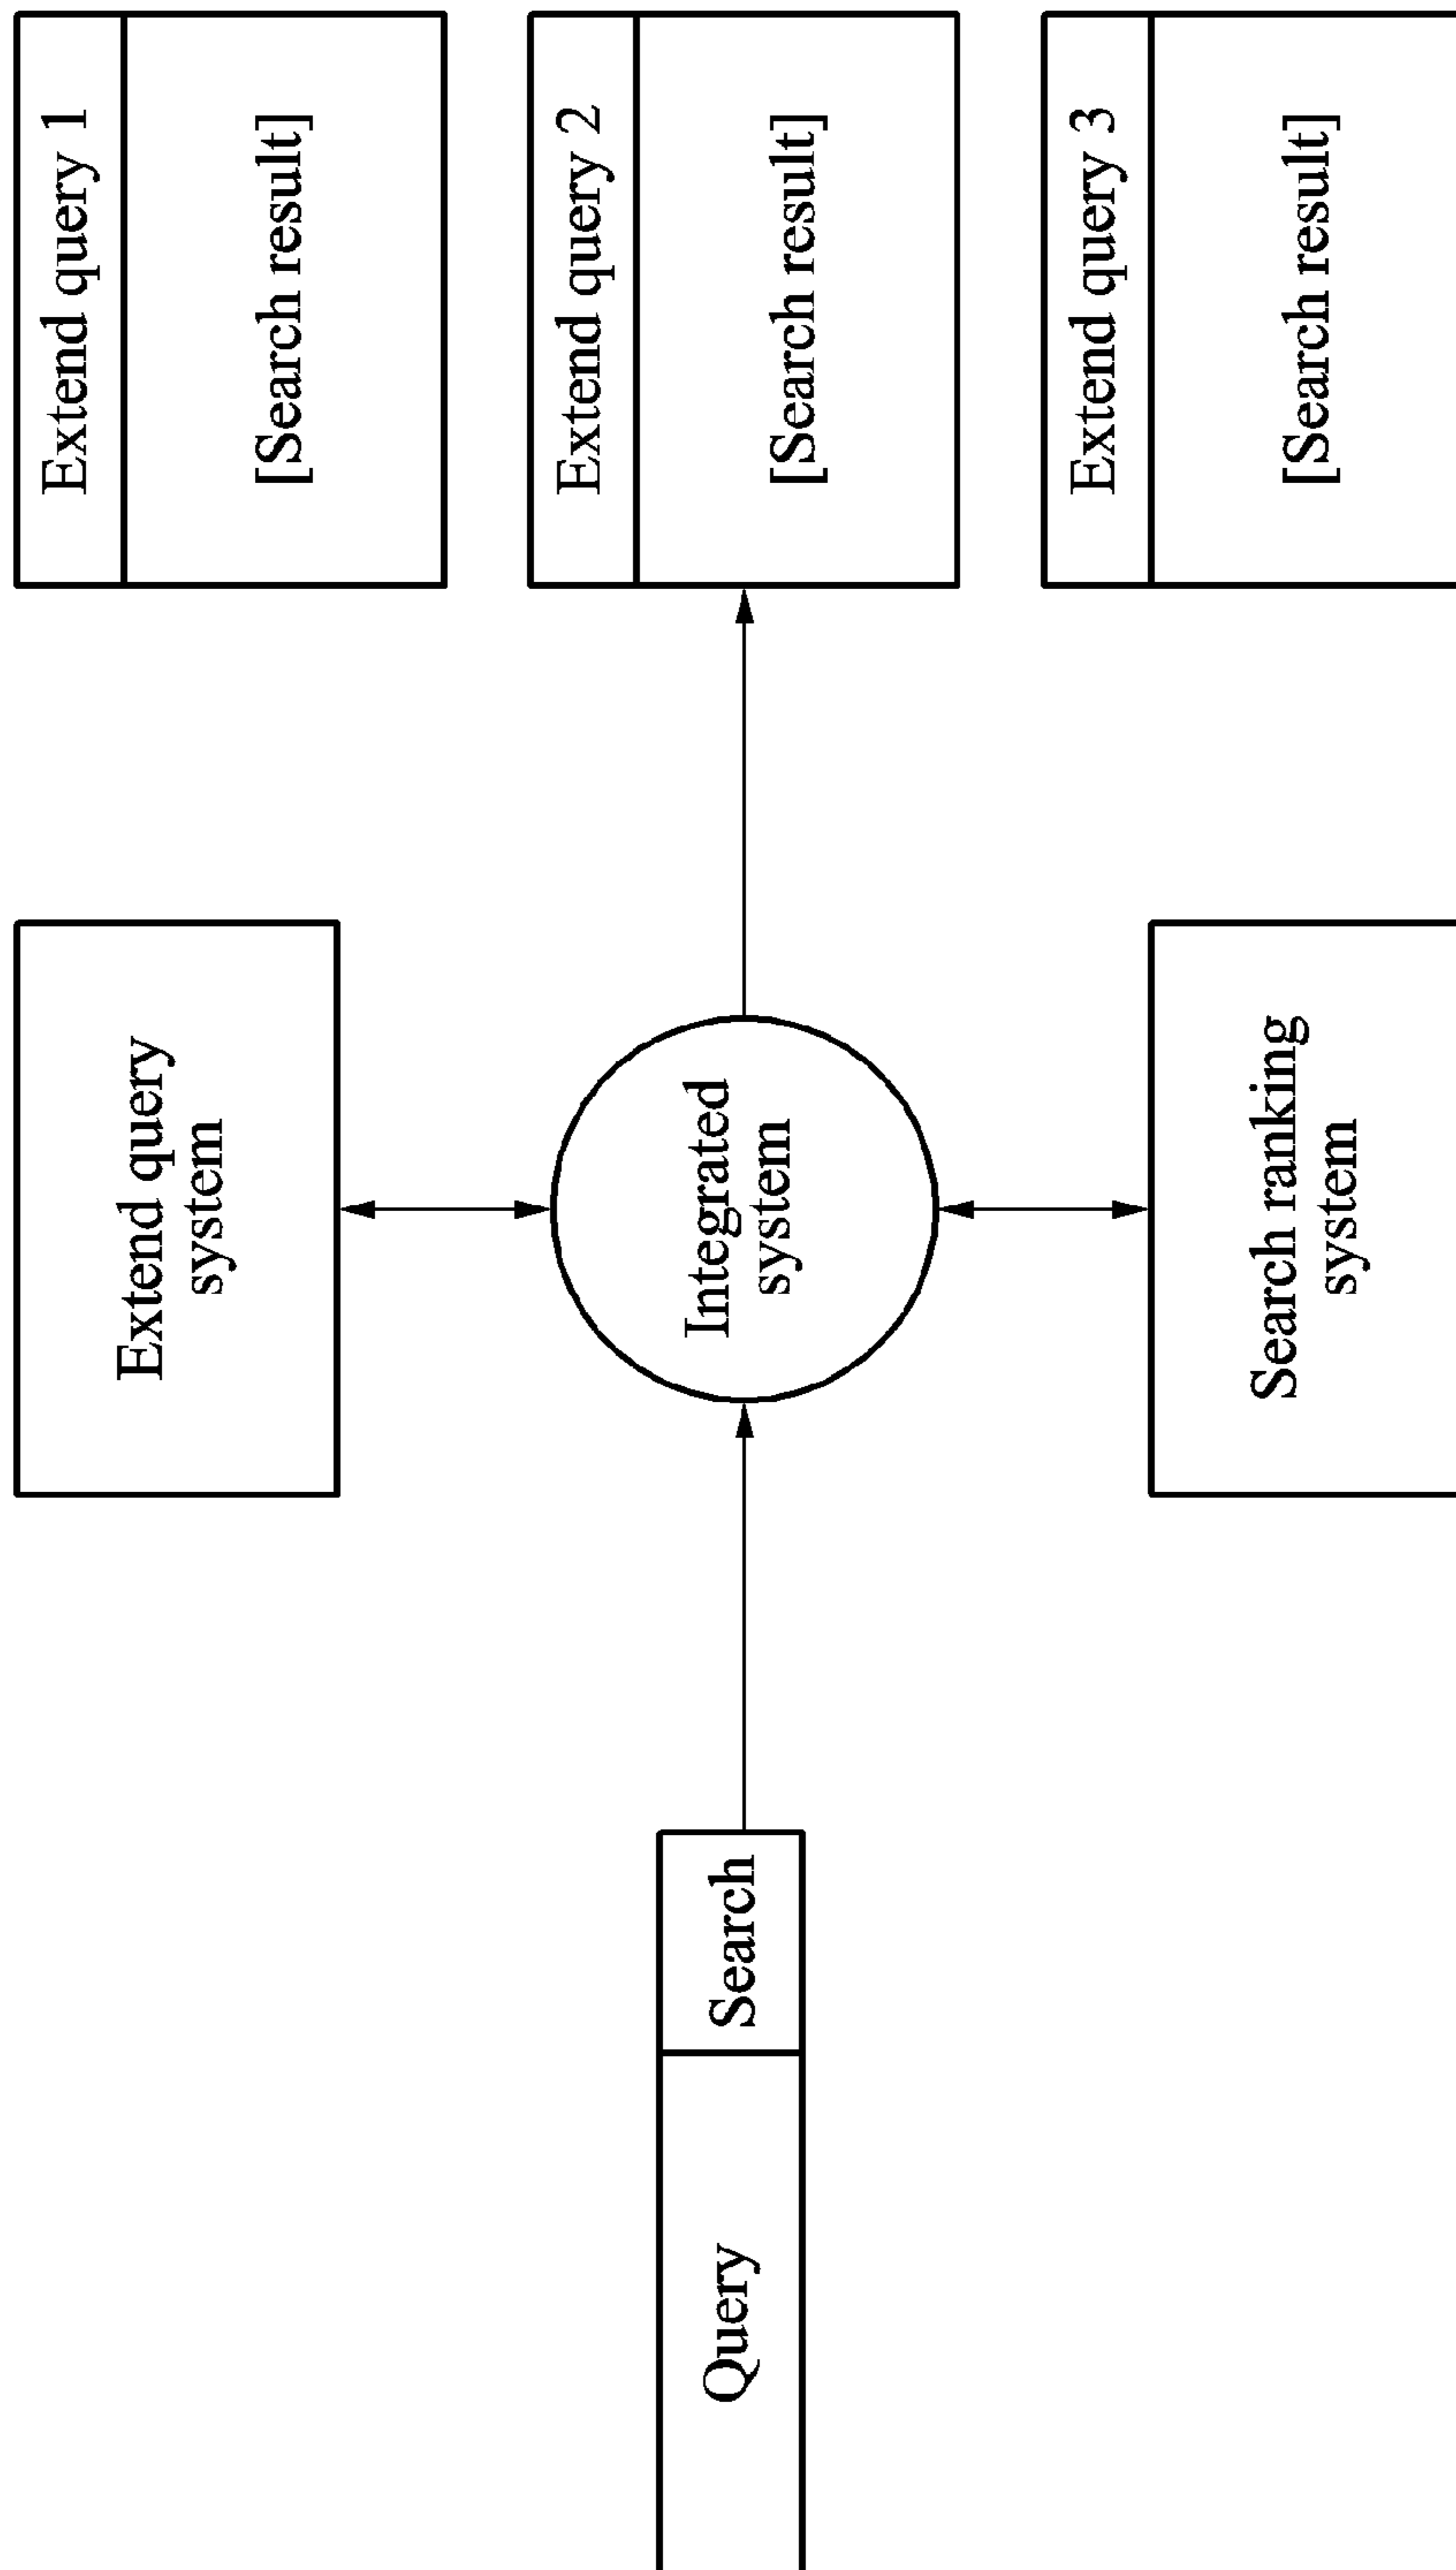 Query
Search
Extend query
system
Integrated
system
Search ranking
system
Extend query 1
[Search result]
Extend query 2
[Search result]
Extend query 3
[Search result]